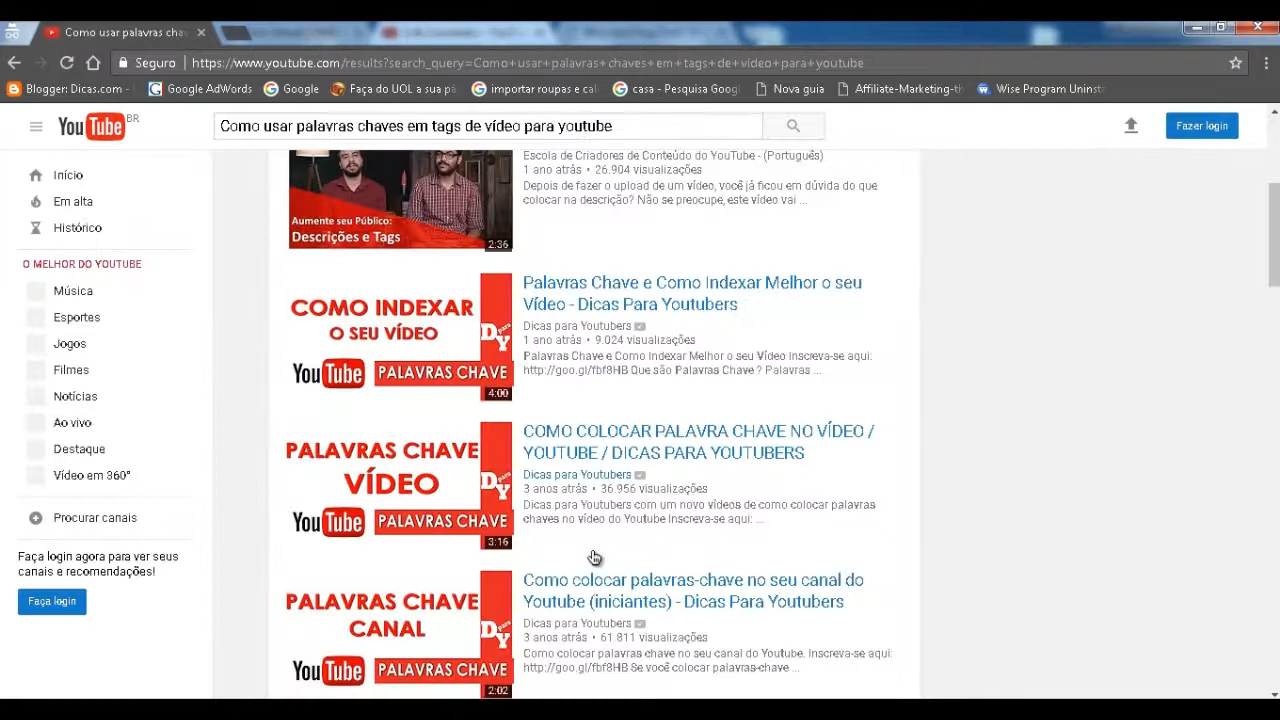 Como usar palavras cha
Seguro
https://www.youtube.com/results?search_query=Como+usar+palavras+chaves+em+tags+de+vídeo+para+youtube
Blogger: Dicas.com -
Google AdWords
Google
Faça do UOL a sua pá
importar roupas e cal
casa - Pesquisa Goog
Nova guia
Affiliate-Marketing-th
Wise Program Uninst
YouTube BR
Como usar palavras chaves em tags de vídeo para youtube
Fazer login
Início
Em alta
Histórico
O MELHOR DO YOUTUBE
Música
Esportes
Jogos
Filmes
Notícias
Ao vivo
Destaque
Vídeo em 360°
Procurar canais
Faça login agora para ver seus
canais e recomendações!
Faça login
Aumente seu Público:
Descrições e Tags
2:36
Escola de Criadores de Conteúdo do YouTube - (Português)
1 ano atrás • 26.904 visualizações
Depois de fazer o upload de um vídeo, você já ficou em dúvida do que
colocar na descrição? Não se preocupe, este vídeo vai ...
COMO INDEXAR
O SEU VÍDEO
DY para
YouTube PALAVRAS CHAVE
4:00
Palavras Chave e Como Indexar Melhor o seu
Vídeo - Dicas Para Youtubers
Dicas para Youtubers
1 ano atrás • 9.024 visualizações
Palavras Chave e Como Indexar Melhor o seu Vídeo Inscreva-se aqui:
http://goo.gl/fbf8HB Que são Palavras Chave ? Palavras ...
PALAVRAS CHAVE
VÍDEO
DY para
YouTube PALAVRAS CHAVE
3:16
COMO COLOCAR PALAVRA CHAVE NO VÍDEO /
YOUTUBE / DICAS PARA YOUTUBERS
Dicas para Youtubers
3 anos atrás • 36.956 visualizações
Dicas para Youtubers com um novo vídeos de como colocar palavras
chaves no vídeo do Youtube Inscreva-se aqui: ...
PALAVRAS CHAVE
CANAL
DY para
YouTube PALAVRAS CHAVE
2:02
Como colocar palavras-chave no seu canal do
Youtube (iniciantes) - Dicas Para Youtubers
Dicas para Youtubers
3 anos atrás • 61.811 visualizações
Como colocar palavras chave no seu canal do Youtube. Inscreva-se aqui:
http://goo.gl/fbf8HB Se você colocar palavras-chave ...